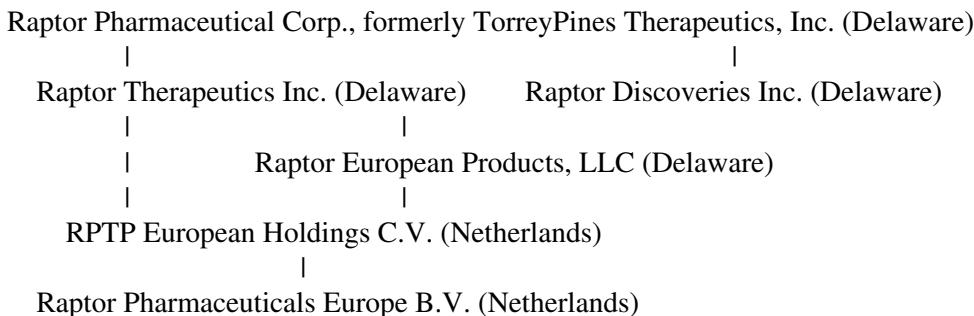 Raptor Pharmaceutical Corp., formerly TorreyPines Therapeutics, Inc. (Delaware)
Raptor Therapeutics Inc. (Delaware) Raptor Discoveries Inc. (Delaware)
Raptor European Products, LLC (Delaware)
RPTP European Holdings C.V. (Netherlands)
Raptor Pharmaceuticals Europe B.V. (Netherlands)